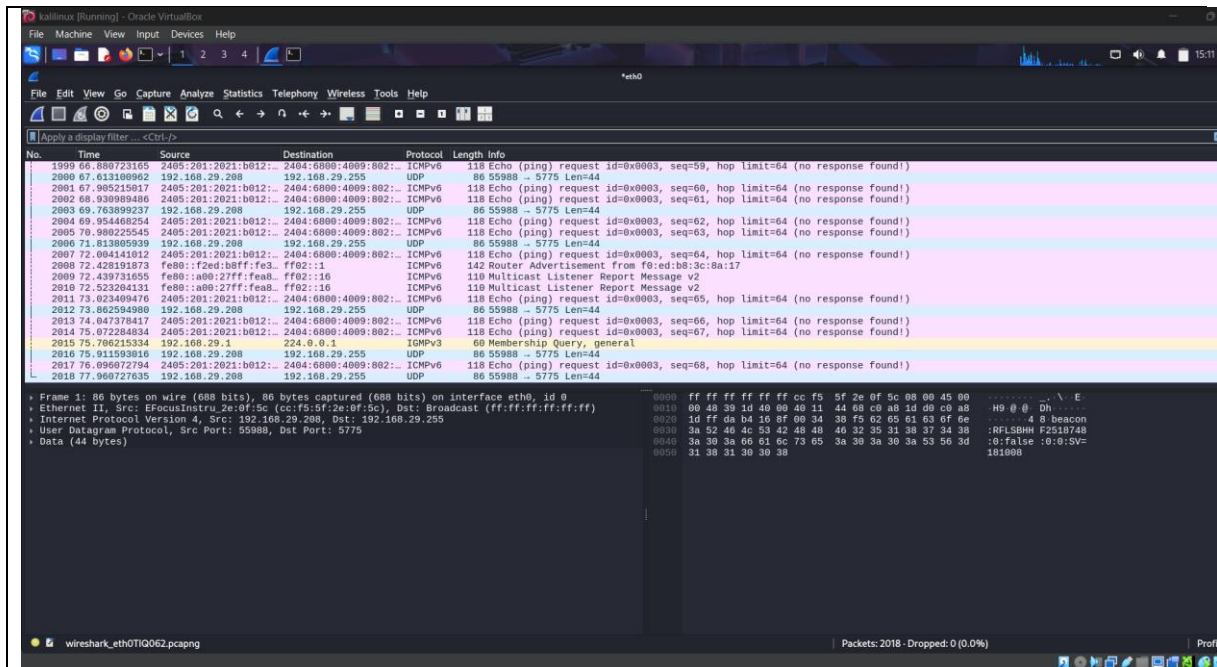 kalilinux [Running] - Oracle VirtualBox
File Machine View Input Devices Help
1 2 3 4 15:11
*eth0
File Edit View Go Capture Analyze Statistics Telephony Wireless Tools Help
Apply a display filter ... <Ctrl-/>
No. Time Source Destination Protocol Length Info
1999 66.880723165 2405:201:2021:b012:… 2404:6800:4009:802:… ICMPv6 118 Echo (ping) request id=0x0003, seq=59, hop limit=64 (no response found!)
2000 67.613100962 192.168.29.208 192.168.29.255 UDP 86 55988 → 5775 Len=44
2001 67.905215017 2405:201:2021:b012:… 2404:6800:4009:802:… ICMPv6 118 Echo (ping) request id=0x0003, seq=60, hop limit=64 (no response found!)
2002 68.930989486 2405:201:2021:b012:… 2404:6800:4009:802:… ICMPv6 118 Echo (ping) request id=0x0003, seq=61, hop limit=64 (no response found!)
2003 69.763899237 192.168.29.208 192.168.29.255 UDP 86 55988 → 5775 Len=44
2004 69.954468254 2405:201:2021:b012:… 2404:6800:4009:802:… ICMPv6 118 Echo (ping) request id=0x0003, seq=62, hop limit=64 (no response found!)
2005 70.980225545 2405:201:2021:b012:… 2404:6800:4009:802:… ICMPv6 118 Echo (ping) request id=0x0003, seq=63, hop limit=64 (no response found!)
2006 71.813805939 192.168.29.208 192.168.29.255 UDP 86 55988 → 5775 Len=44
2007 72.004141012 2405:201:2021:b012:… 2404:6800:4009:802:… ICMPv6 118 Echo (ping) request id=0x0003, seq=64, hop limit=64 (no response found!)
2008 72.428191873 fe80::f2ed:b8ff:fe3… ff02::1 ICMPv6 142 Router Advertisement from f0:ed:b8:3c:8a:17
2009 72.439731655 fe80::a00:27ff:fea8… ff02::16 ICMPv6 110 Multicast Listener Report Message v2
2010 72.523204131 fe80::a00:27ff:fea8… ff02::16 ICMPv6 110 Multicast Listener Report Message v2
2011 73.023409476 2405:201:2021:b012:… 2404:6800:4009:802:… ICMPv6 118 Echo (ping) request id=0x0003, seq=65, hop limit=64 (no response found!)
2012 73.862594980 192.168.29.208 192.168.29.255 UDP 86 55988 → 5775 Len=44
2013 74.047378417 2405:201:2021:b012:… 2404:6800:4009:802:… ICMPv6 118 Echo (ping) request id=0x0003, seq=66, hop limit=64 (no response found!)
2014 75.072284834 2405:201:2021:b012:… 2404:6800:4009:802:… ICMPv6 118 Echo (ping) request id=0x0003, seq=67, hop limit=64 (no response found!)
2015 75.706215334 192.168.29.1 224.0.0.1 IGMPv3 60 Membership Query, general
2016 75.911593016 192.168.29.208 192.168.29.255 UDP 86 55988 → 5775 Len=44
2017 76.096072794 2405:201:2021:b012:… 2404:6800:4009:802:… ICMPv6 118 Echo (ping) request id=0x0003, seq=68, hop limit=64 (no response found!)
2018 77.960727635 192.168.29.208 192.168.29.255 UDP 86 55988 → 5775 Len=44
Frame 1: 86 bytes on wire (688 bits), 86 bytes captured (688 bits) on interface eth0, id 0
Ethernet II, Src: EFocusInstru_2e:0f:5c (cc:f5:5f:2e:0f:5c), Dst: Broadcast (ff:ff:ff:ff:ff:ff)
Internet Protocol Version 4, Src: 192.168.29.208, Dst: 192.168.29.255
User Datagram Protocol, Src Port: 55988, Dst Port: 5775
Data (44 bytes)
0000 ff ff ff ff ff ff cc f5 5f 2e 0f 5c 08 00 45 00 ········ _.·\··E·
0010 00 48 39 1d 40 00 40 11 44 68 c0 a8 1d d0 c0 a8 ·H9·@·@· Dh······
0020 1d ff da b4 16 8f 00 34 38 f5 62 65 61 63 6f 6e ·······4 8·beacon
0030 3a 52 46 4c 53 42 48 48 46 32 35 31 38 37 34 38 :RFLSBHH F2518748
0040 3a 30 3a 66 61 6c 73 65 3a 30 3a 30 3a 53 56 3d :0:false :0:0:SV=
0050 31 38 31 30 30 38 181008
wireshark_eth0TIQ062.pcapng Packets: 2018 · Dropped: 0 (0.0%) Profi